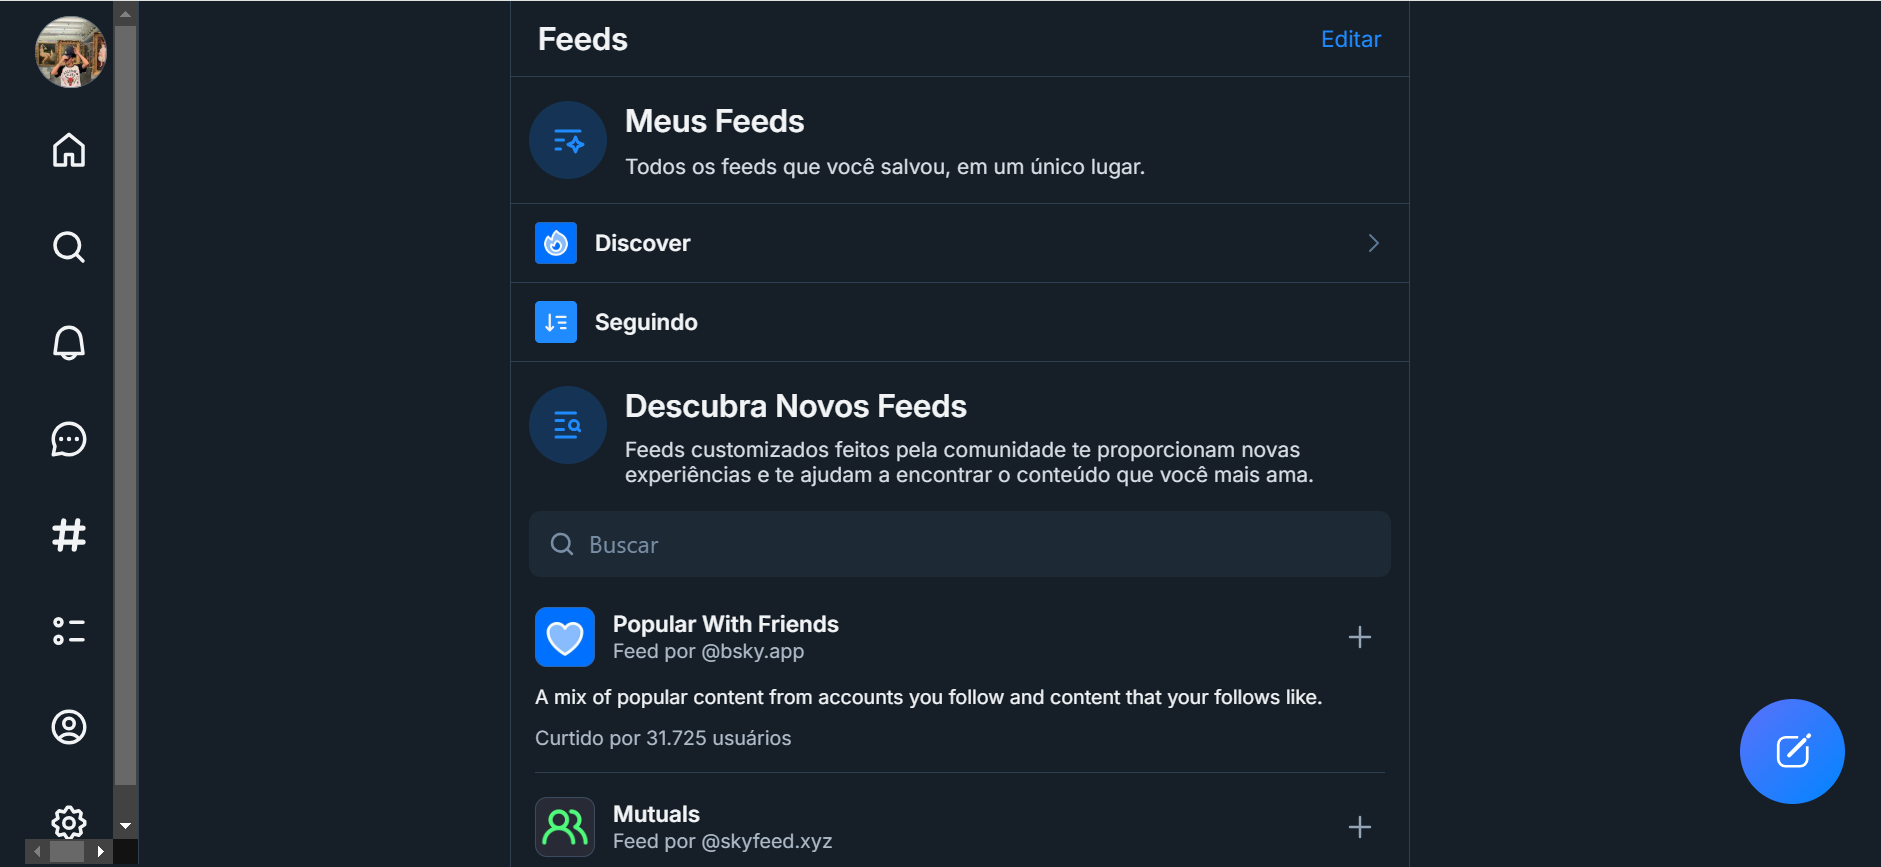 Feeds
Editar
Meus Feeds
Todos os feeds que você salvou, em um único lugar.
Discover
Seguindo
Descubra Novos Feeds
Feeds customizados feitos pela comunidade te proporcionam novas
experiências e te ajudam a encontrar o conteúdo que você mais ama.
Buscar
Popular With Friends
Feed por @bsky.app
A mix of popular content from accounts you follow and content that your follows like.
Curtido por 31.725 usuários
Mutuals
Feed por @skyfeed.xyz